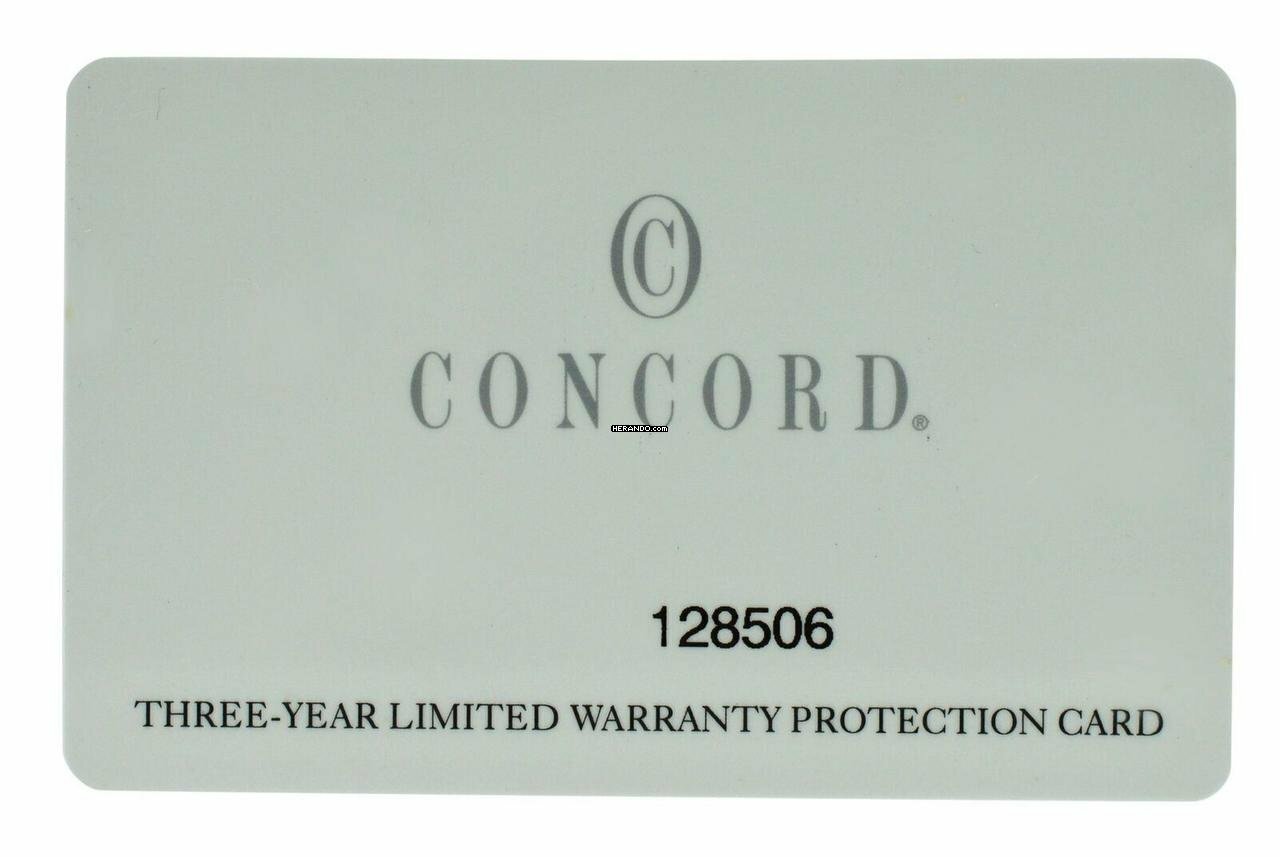 C
CONCORD®
HERANDO.com
128506
THREE-YEAR LIMITED WARRANTY PROTECTION CARD